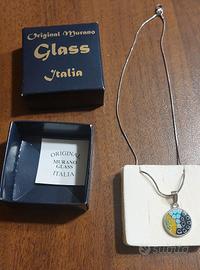 Original Murano
Glass
Italia
ORIGINAL
MURANO
GLASS
ITALIA
subito